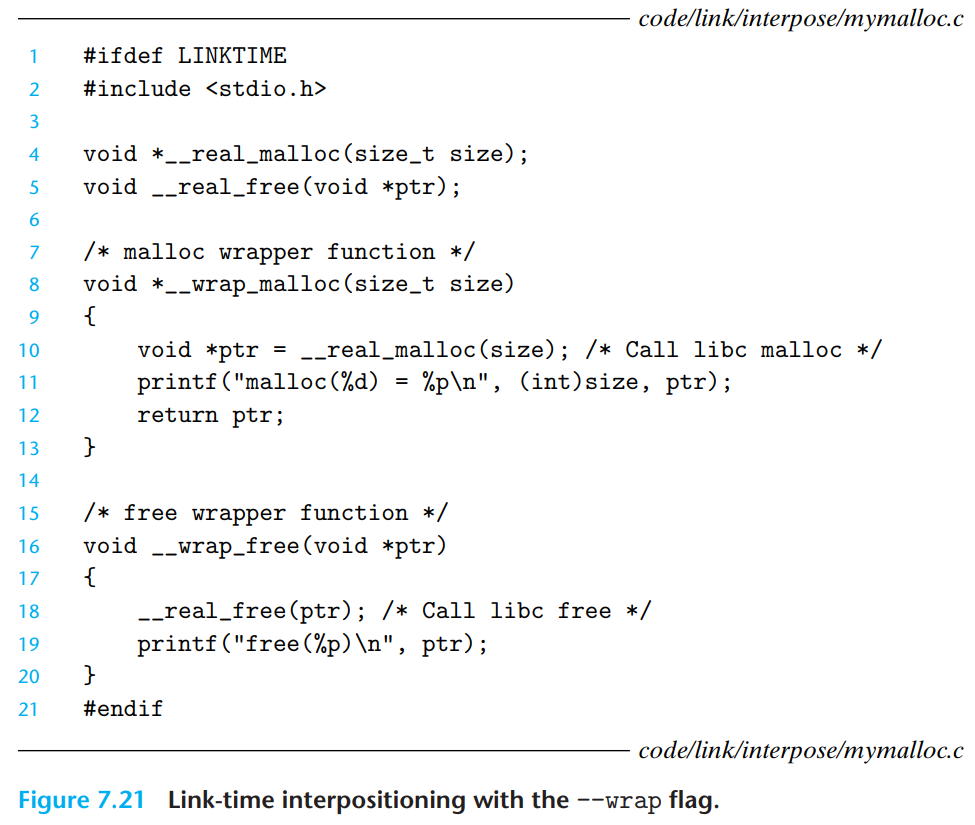 code/link/interpose/mymalloc.c
1 #ifdef LINKTIME
2 #include <stdio.h>
3
4 void *__real_malloc(size_t size);
5 void __real_free(void *ptr);
6
7 /* malloc wrapper function */
8 void *__wrap_malloc(size_t size)
9 {
10     void *ptr = __real_malloc(size); /* Call libc malloc */
11     printf("malloc(%d) = %p\n", (int)size, ptr);
12     return ptr;
13 }
14
15 /* free wrapper function */
16 void __wrap_free(void *ptr)
17 {
18     __real_free(ptr); /* Call libc free */
19     printf("free(%p)\n", ptr);
20 }
21 #endif
code/link/interpose/mymalloc.c
Figure 7.21 Link-time interpositioning with the --wrap flag.